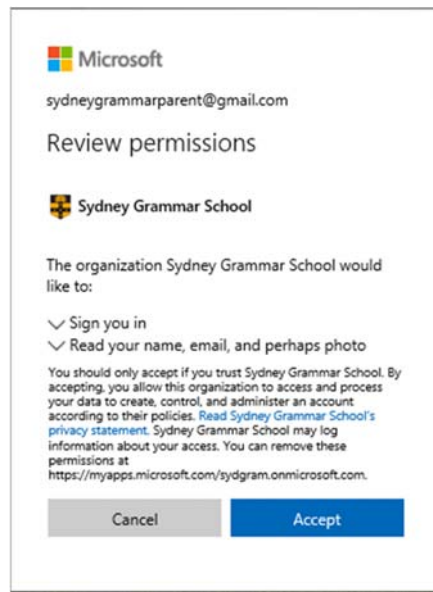 Microsoft
sydneygrammarparent@gmail.com
Review permissions
Sydney Grammar School
The organization Sydney Grammar School would
like to:
Sign you in
Read your name, email, and perhaps photo
You should only accept if you trust Sydney Grammar School. By
accepting, you allow this organization to access and process
your data to create, control, and administer an account
according to their policies. Read Sydney Grammar School's
privacy statement. Sydney Grammar School may log
information about your access. You can remove these
permissions at
https://myapps.microsoft.com/sydgram.onmicrosoft.com.
Cancel Accept